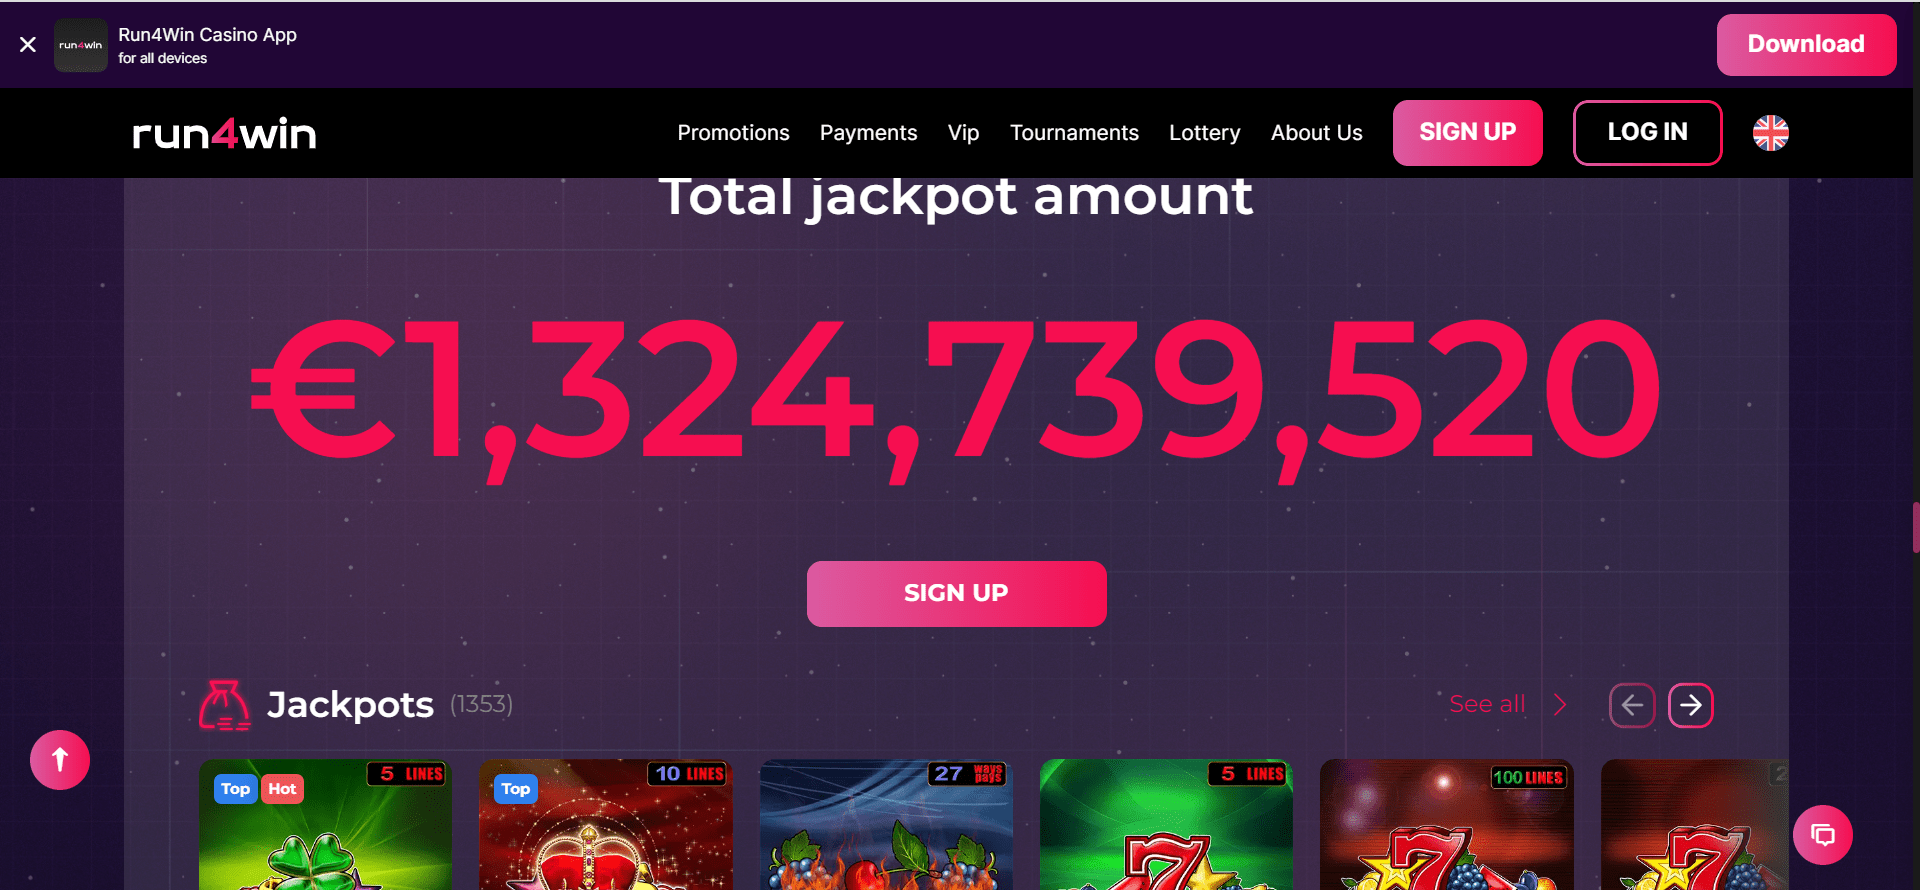 run4win
Run4Win Casino App
for all devices
Download
run4win
Promotions Payments Vip Tournaments Lottery About Us SIGN UP LOG IN
Total jackpot amount
€1,324,739,520
SIGN UP
Jackpots (1353) See all
Top Hot 5 LINES
Top 10 LINES
27 ways pays
5 LINES
100 LINES
2